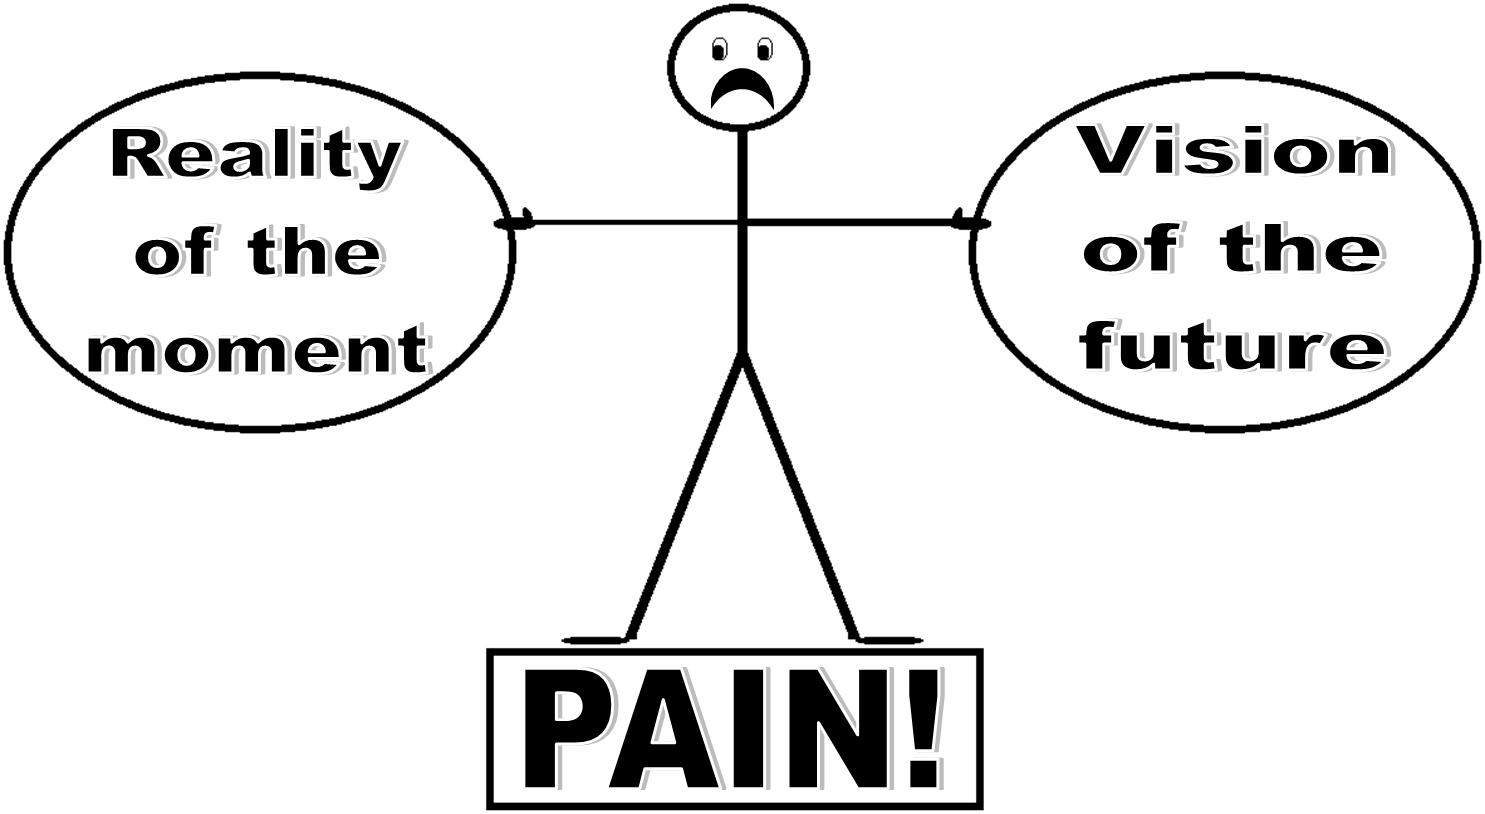 Reality
of the
moment
Vision
of the
future
PAIN!